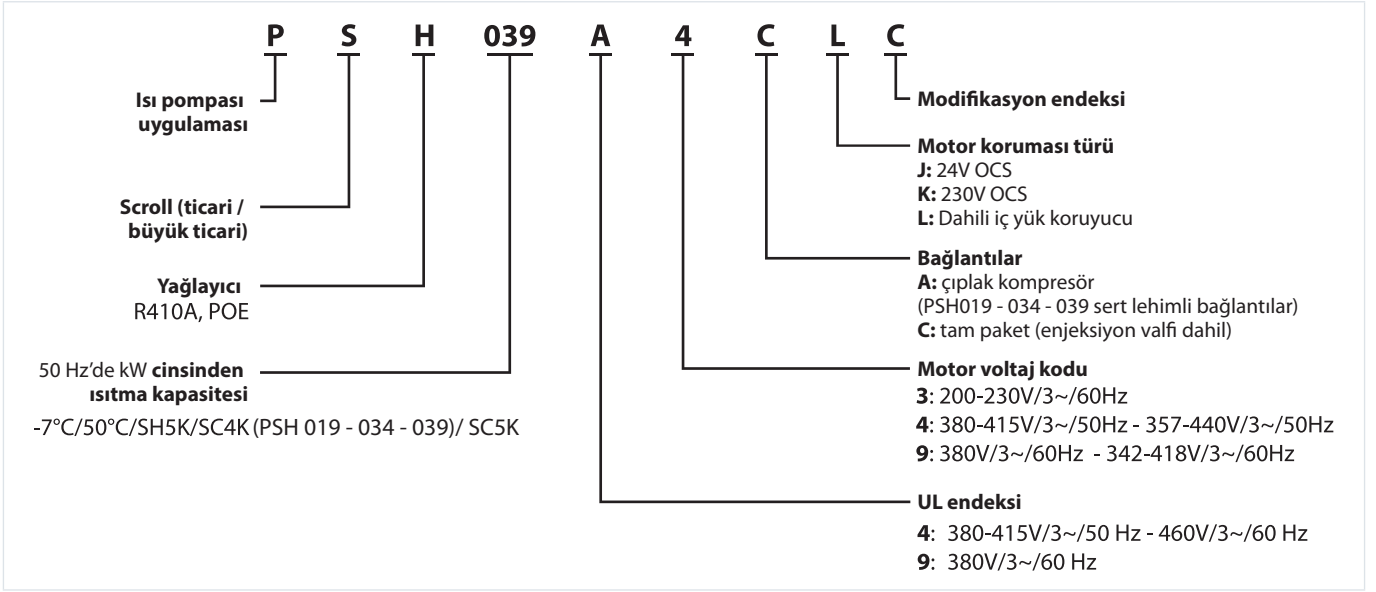 P S H 039 A 4 C L C
Isı pompası
uygulaması
Scroll (ticari /
büyük ticari)
Yağlayıcı
R410A, POE
50 Hz’de kW cinsinden
ısıtma kapasitesi
-7°C/50°C/SH5K/SC4K (PSH 019 - 034 - 039)/ SC5K
Modifikasyon endeksi
Motor koruması türü
J: 24V OCS
K: 230V OCS
L: Dahili iç yük koruyucu
Bağlantılar
A: çıplak kompresör
(PSH019 - 034 - 039 sert lehimli bağlantılar)
C: tam paket (enjeksiyon valfi dahil)
Motor voltaj kodu
3: 200-230V/3~/60Hz
4: 380-415V/3~/50Hz - 357-440V/3~/50Hz
9: 380V/3~/60Hz - 342-418V/3~/60Hz
UL endeksi
4: 380-415V/3~/50 Hz - 460V/3~/60 Hz
9: 380V/3~/60 Hz